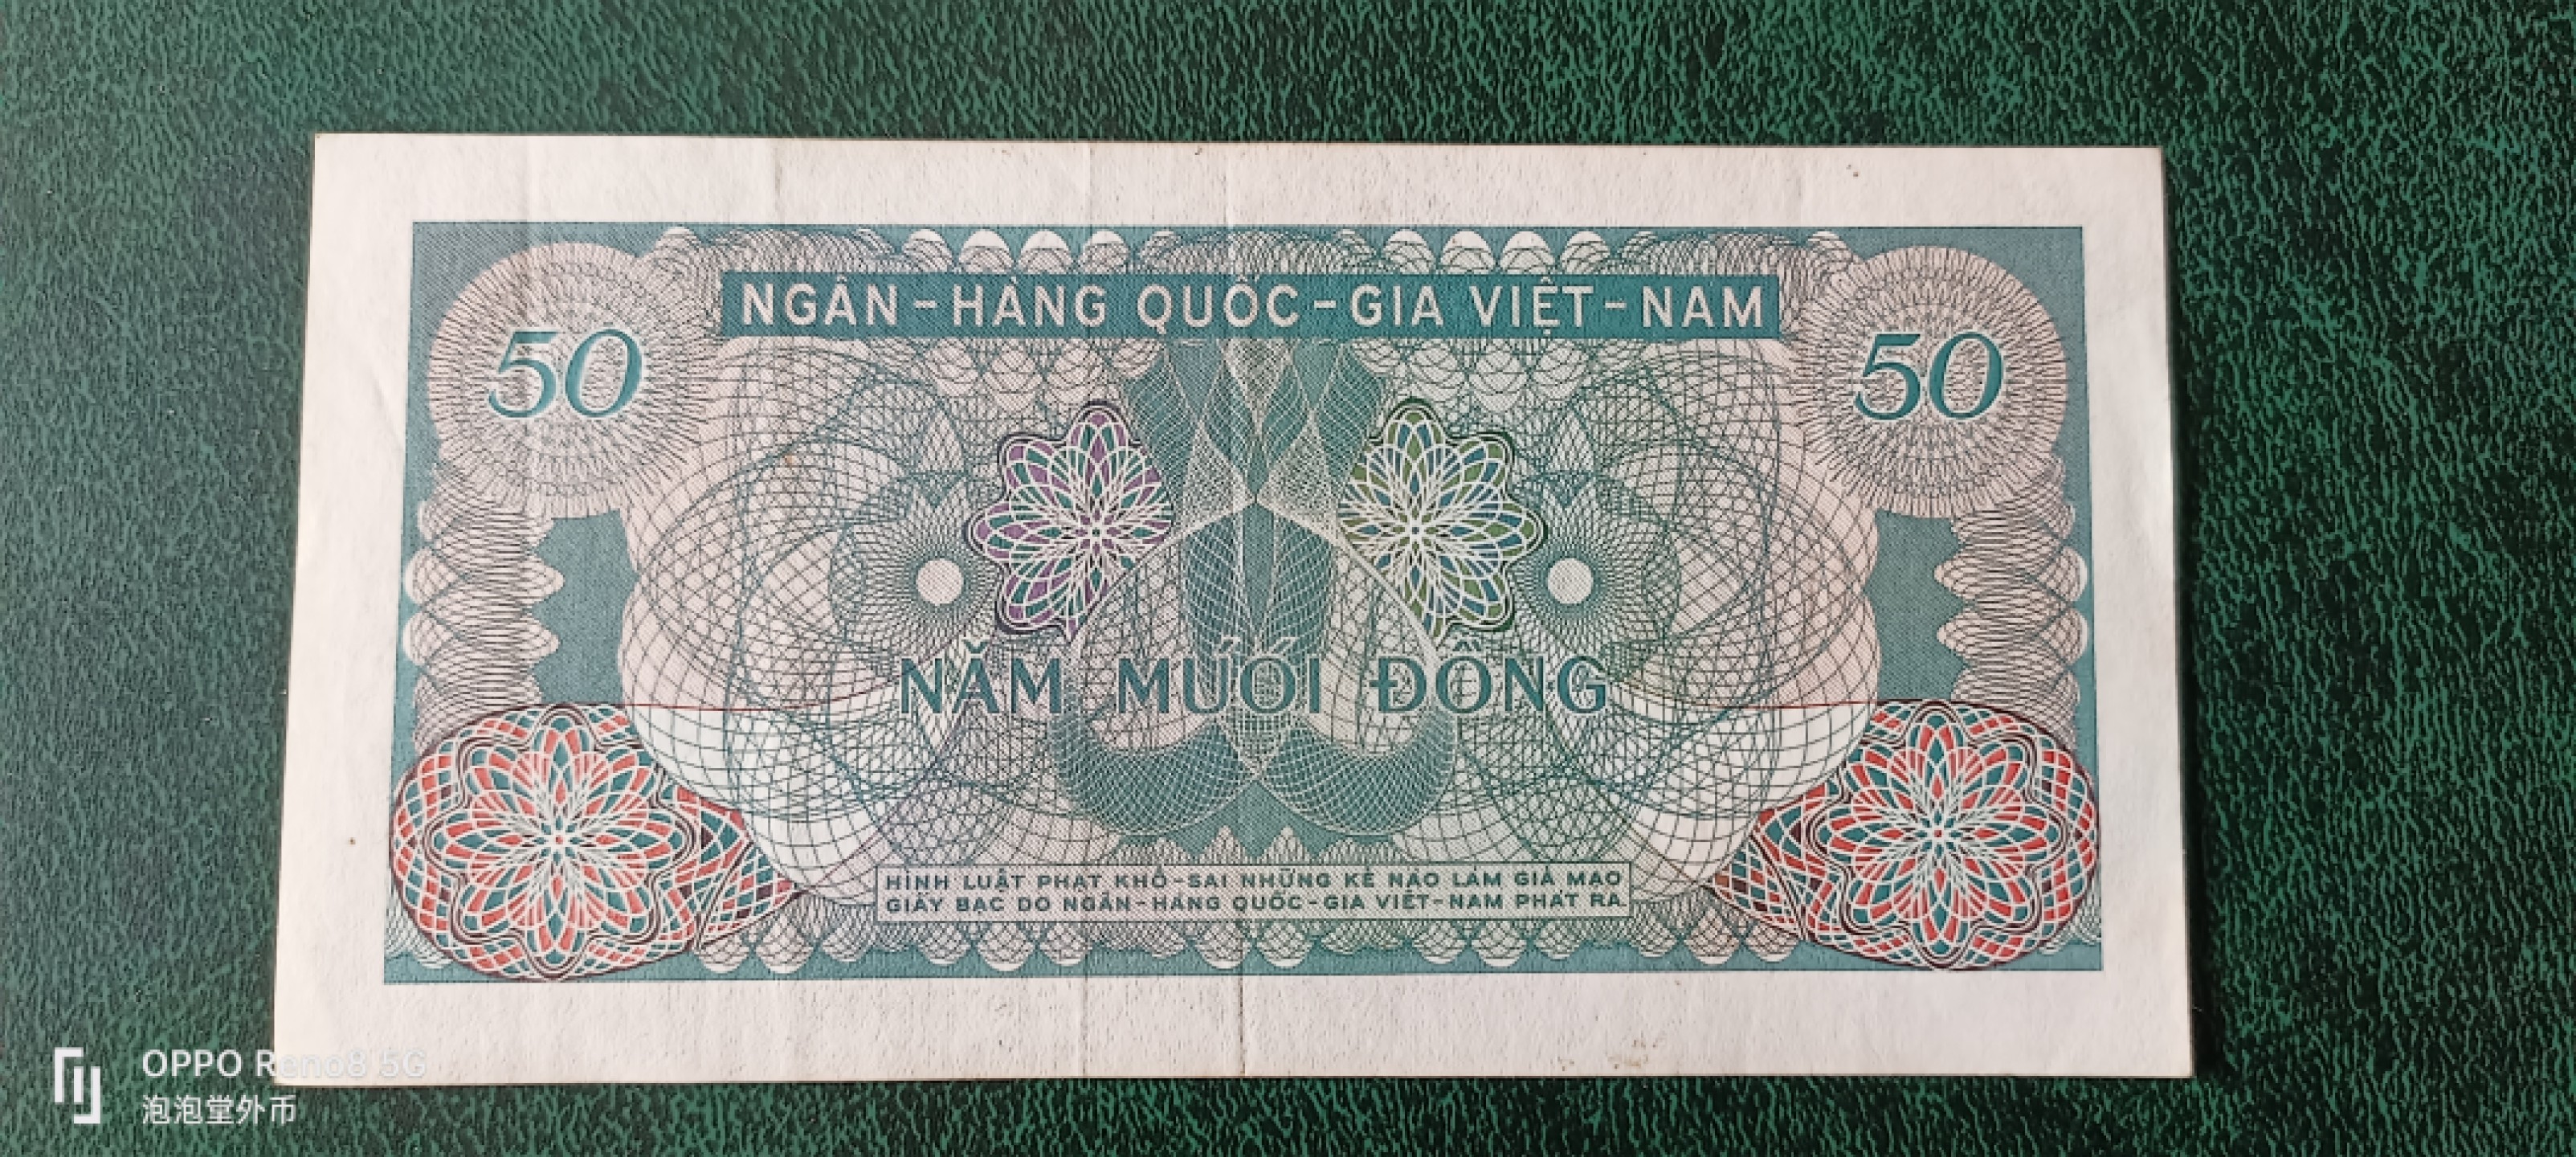 NGÂN-HÀNG QUỐC-GIA VIỆT-NAM
50
50
NĂM MƯƠI ĐỒNG
HÌNH LUẬT PHẠT KHỔ-SAI NHỮNG KẺ NÀO LÀM GIẢ MẠO
GIẤY BẠC DO NGÂN-HÀNG QUỐC-GIA VIỆT-NAM PHÁT RA.
OPPO Reno8 5G
泡泡堂外币